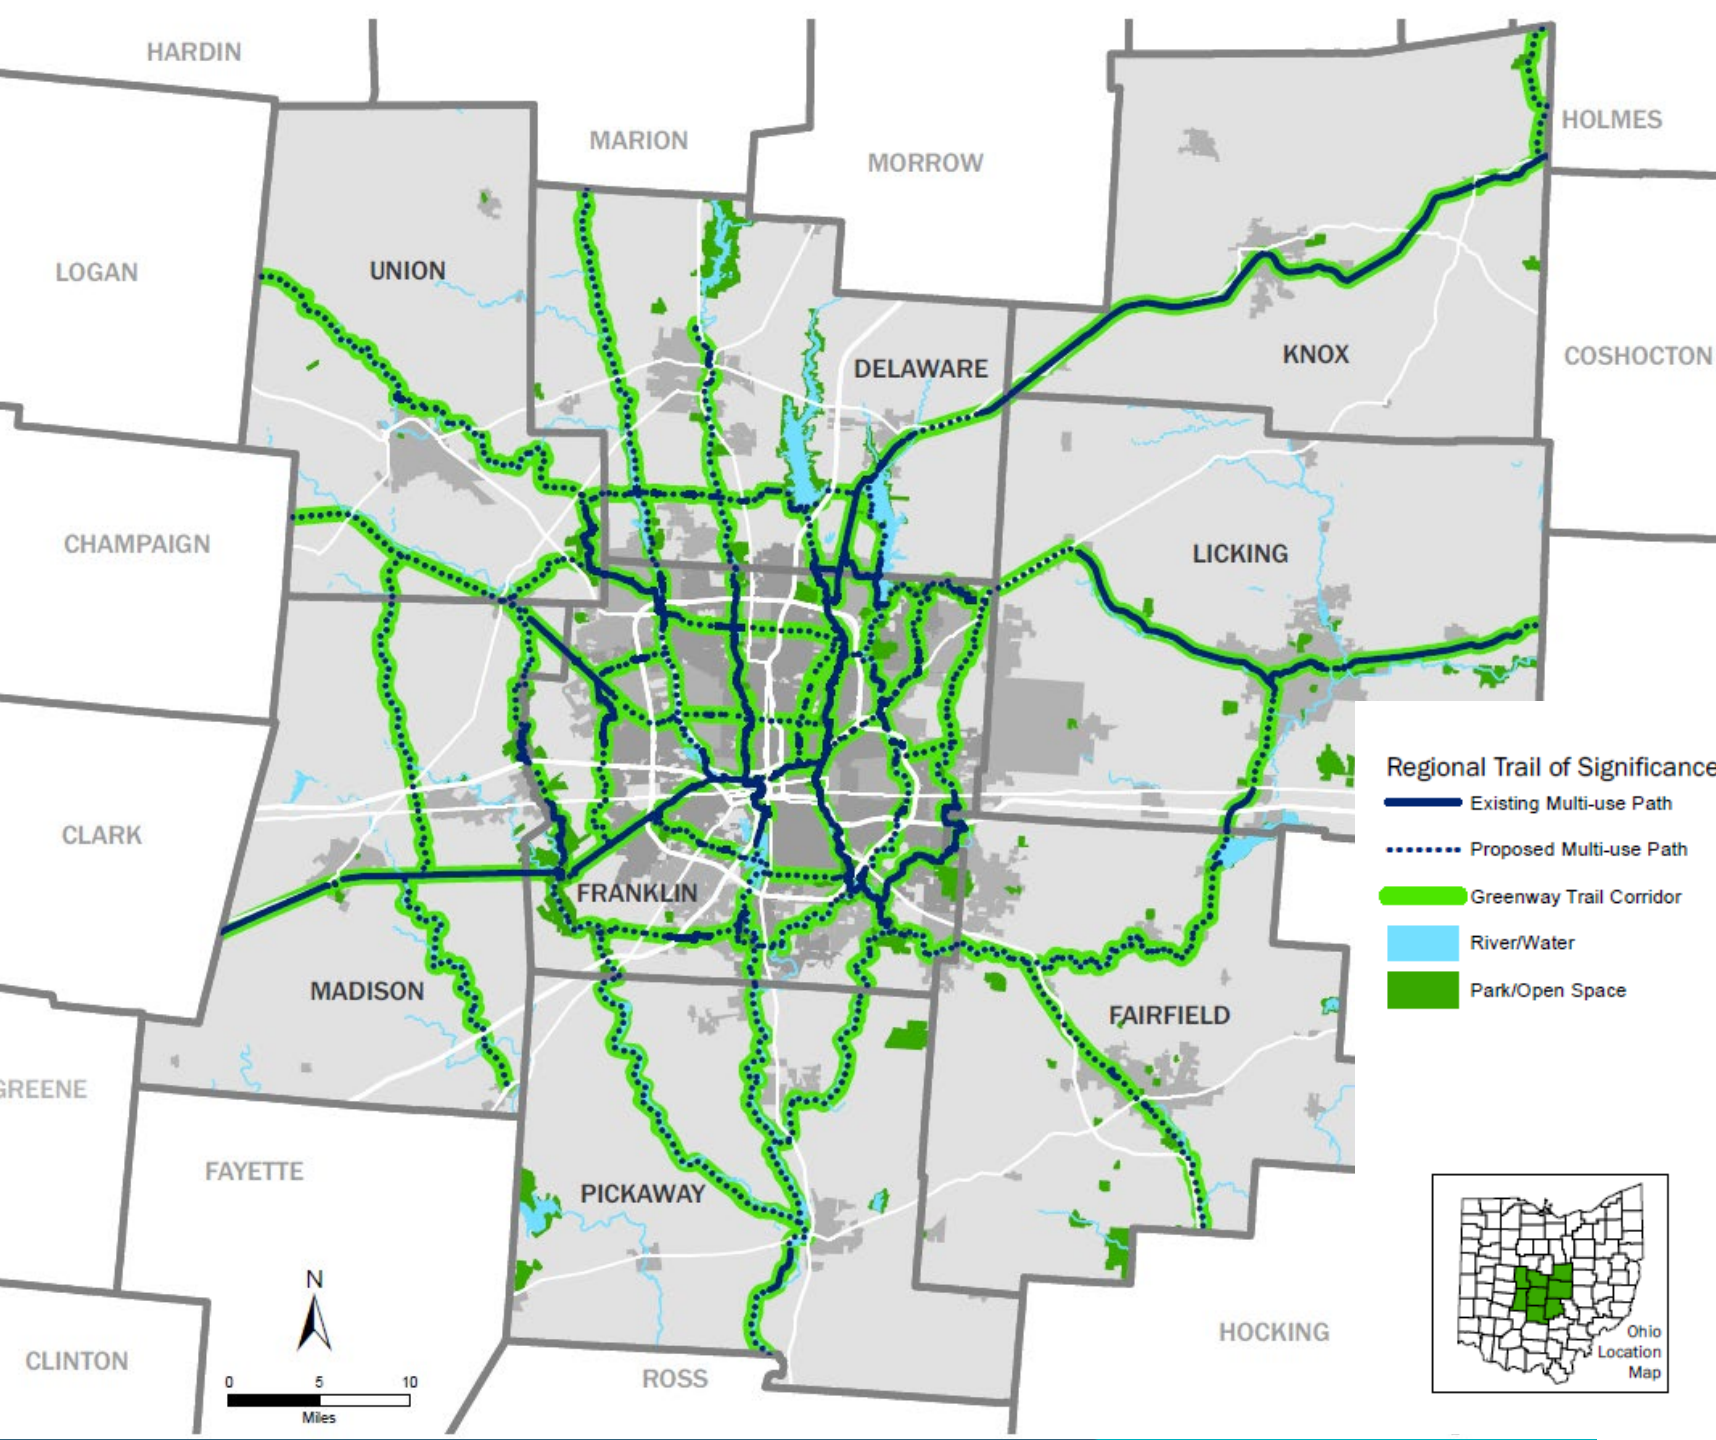 HARDIN
MARION
MORROW
HOLMES
LOGAN
UNION
DELAWARE
KNOX
COSHOCTON
CHAMPAIGN
LICKING
Regional Trail of Significance
Existing Multi-use Path
CLARK
Proposed Multi-use Path
FRANKLIN
Greenway Trail Corridor
River/Water
MADISON
Park/Open Space
FAIRFIELD
GREENE
FAYETTE
PICKAWAY
N
HOCKING
Ohio
Location
Map
CLINTON
ROSS
0 5 10
Miles